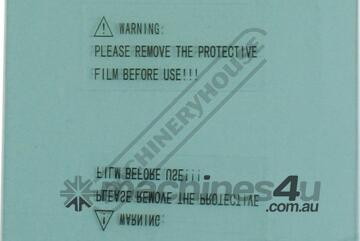 WARNING:
PLEASE REMOVE THE PROTECTIVE
FILM BEFORE USE!!!
MACHINERYHOUSE
FILM BEFORE USE!!!
PLEASE REMOVE THE PROTECTIVE
WARNING:
machines4u
.com.au